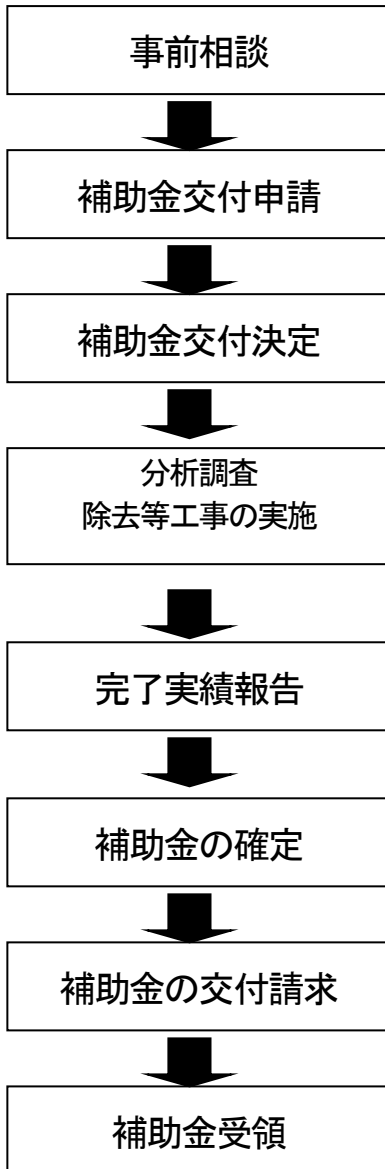 事前相談
補助金交付申請
補助金交付決定
分析調査
除去等工事の実施
完了実績報告
補助金の確定
補助金の交付請求
補助金受領